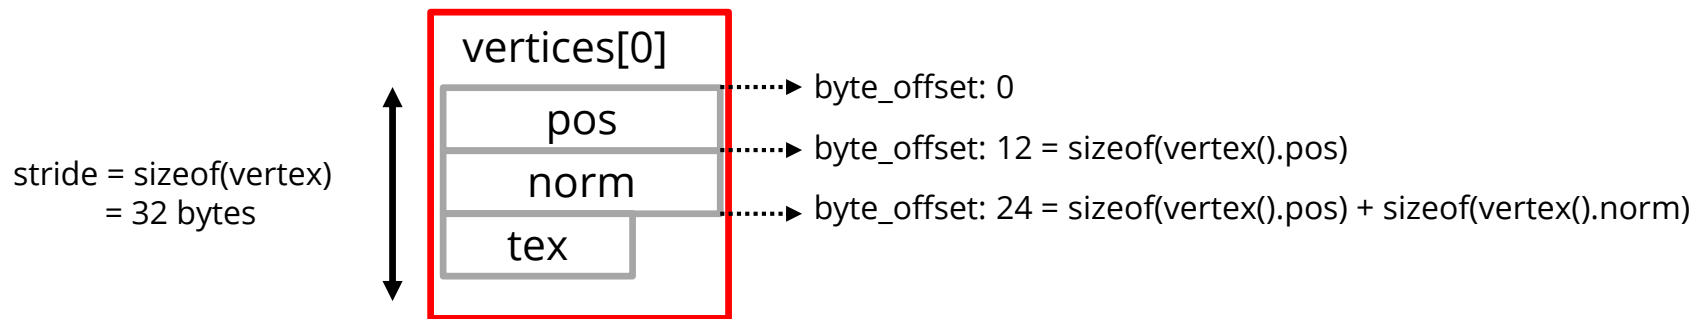 vertices[0]
byte_offset: 0
pos
byte_offset: 12 = sizeof(vertex().pos)
stride = sizeof(vertex)
= 32 bytes
norm
byte_offset: 24 = sizeof(vertex().pos) + sizeof(vertex().norm)
tex